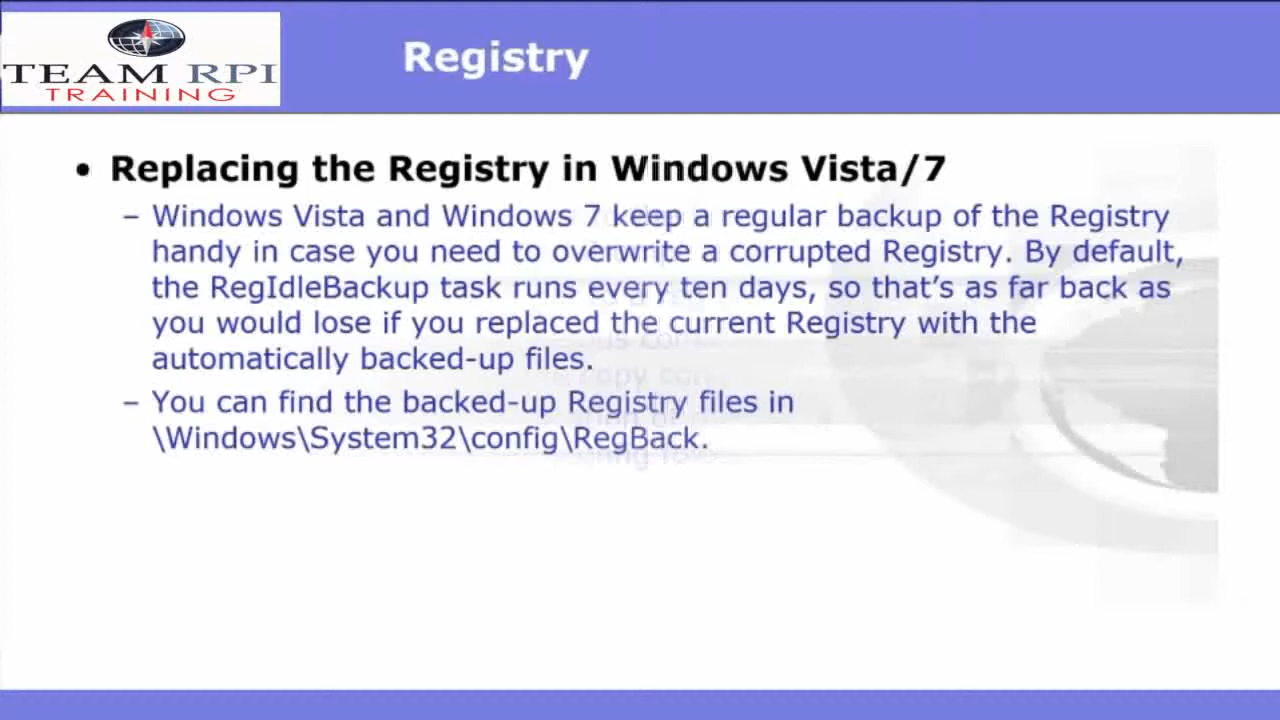 TEAM RPI
TRAINING
Registry
• Replacing the Registry in Windows Vista/7
– Windows Vista and Windows 7 keep a regular backup of the Registry
handy in case you need to overwrite a corrupted Registry. By default,
the RegIdleBackup task runs every ten days, so that’s as far back as
you would lose if you replaced the current Registry with the
automatically backed-up files.
– You can find the backed-up Registry files in
\Windows\System32\config\RegBack.